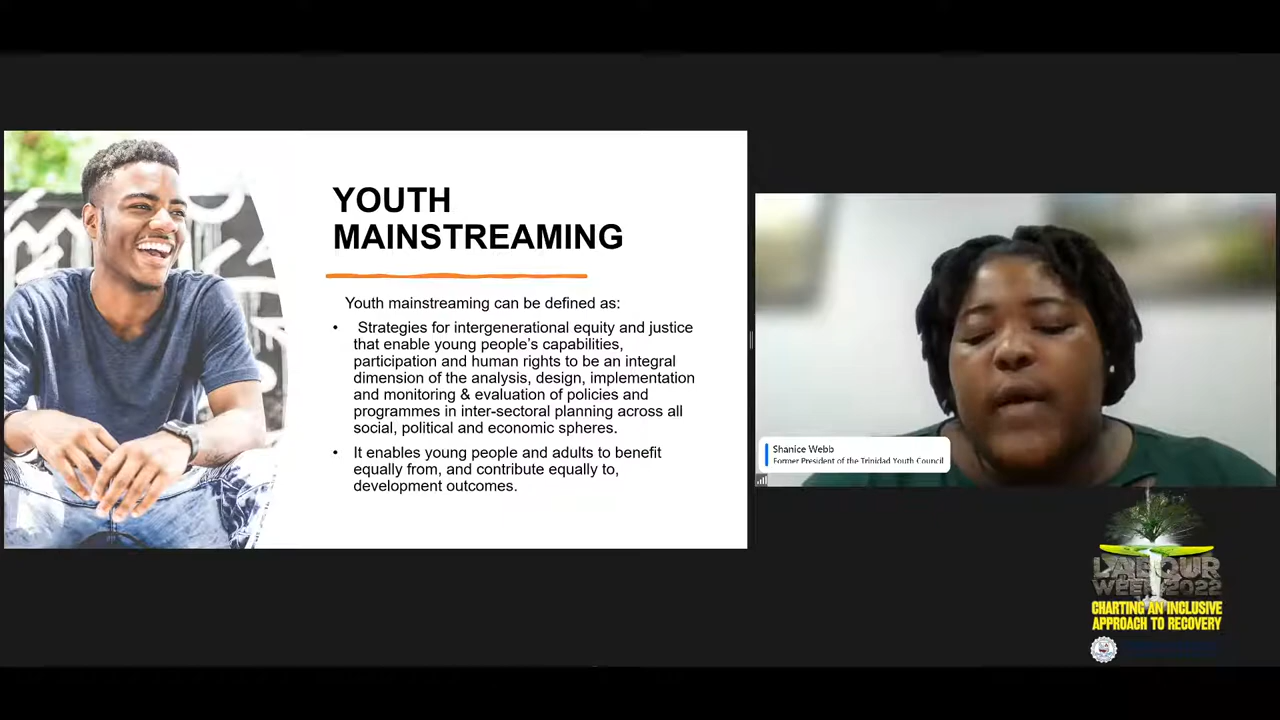 YOUTH
MAINSTREAMING
Youth mainstreaming can be defined as:
• Strategies for intergenerational equity and justice
that enable young people's capabilities,
participation and human rights to be an integral
dimension of the analysis, design, implementation
and monitoring & evaluation of policies and
programmes in inter-sectoral planning across all
social, political and economic spheres.
• It enables young people and adults to benefit
equally from, and contribute equally to,
development outcomes.
Shanice Webb
Former President of the Trinidad Youth Council
LABOUR
WEEK 2022
CHARTING AN INCLUSIVE
APPROACH TO RECOVERY